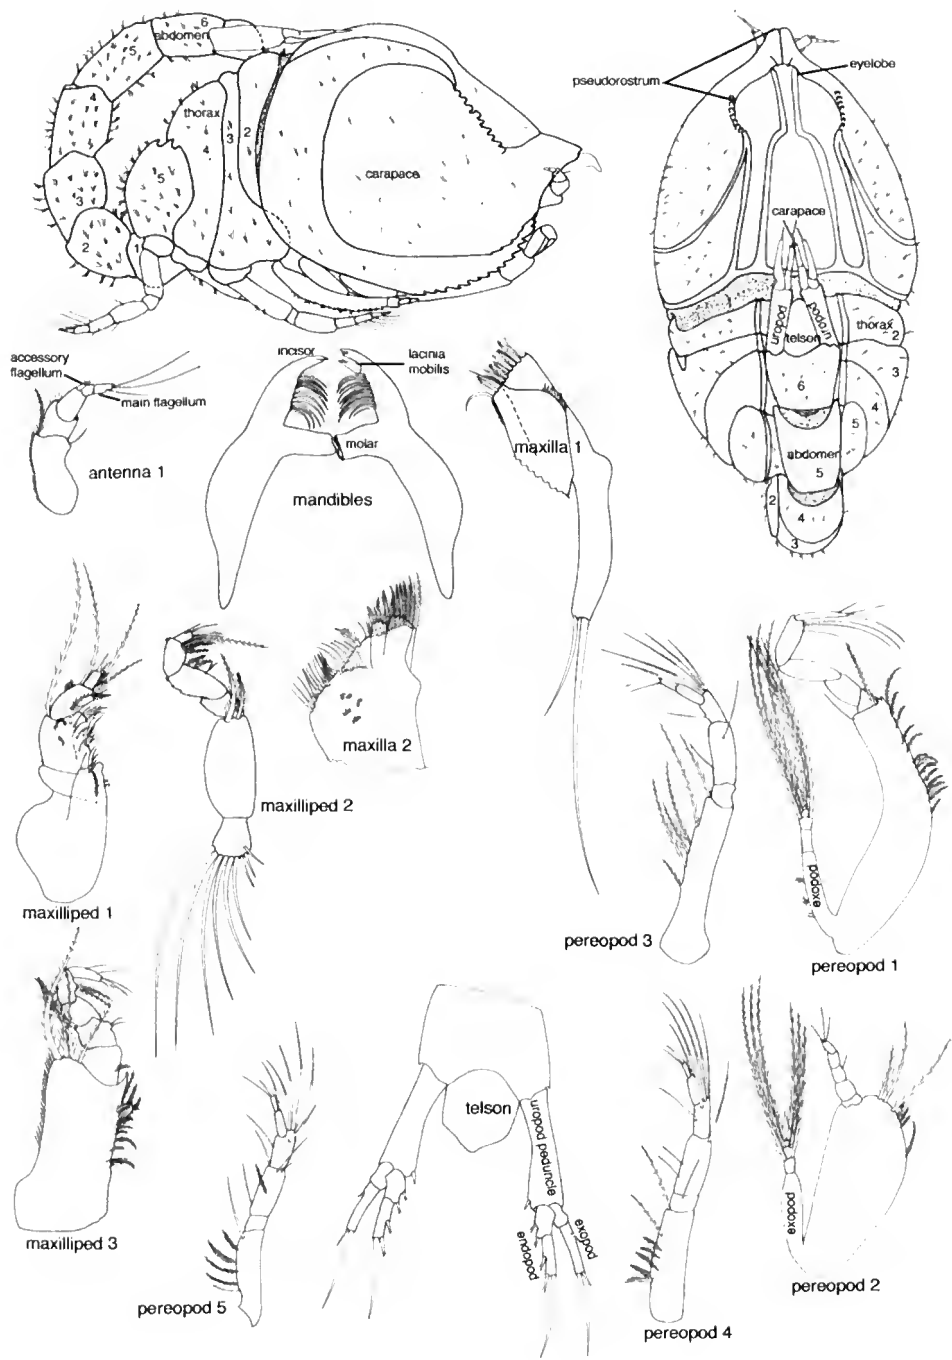 6
abdomen
5
4
3
2
1
5
thorax
4
3
2
carapace
pseudorostrum
eyelobe
carapace
uropod
uropod
telson
thorax
2
3
4
5
6
abdomen
5
4
2
4
3
accessory
flagellum
main flagellum
antenna 1
incisor
lacinia
mobilis
molar
mandibles
maxilla 1
maxilla 2
maxilliped 1
maxilliped 2
pereopod 3
exopod
pereopod 1
maxilliped 3
pereopod 5
telson
uropod peduncle
endopod
exopod
pereopod 4
exopod
pereopod 2